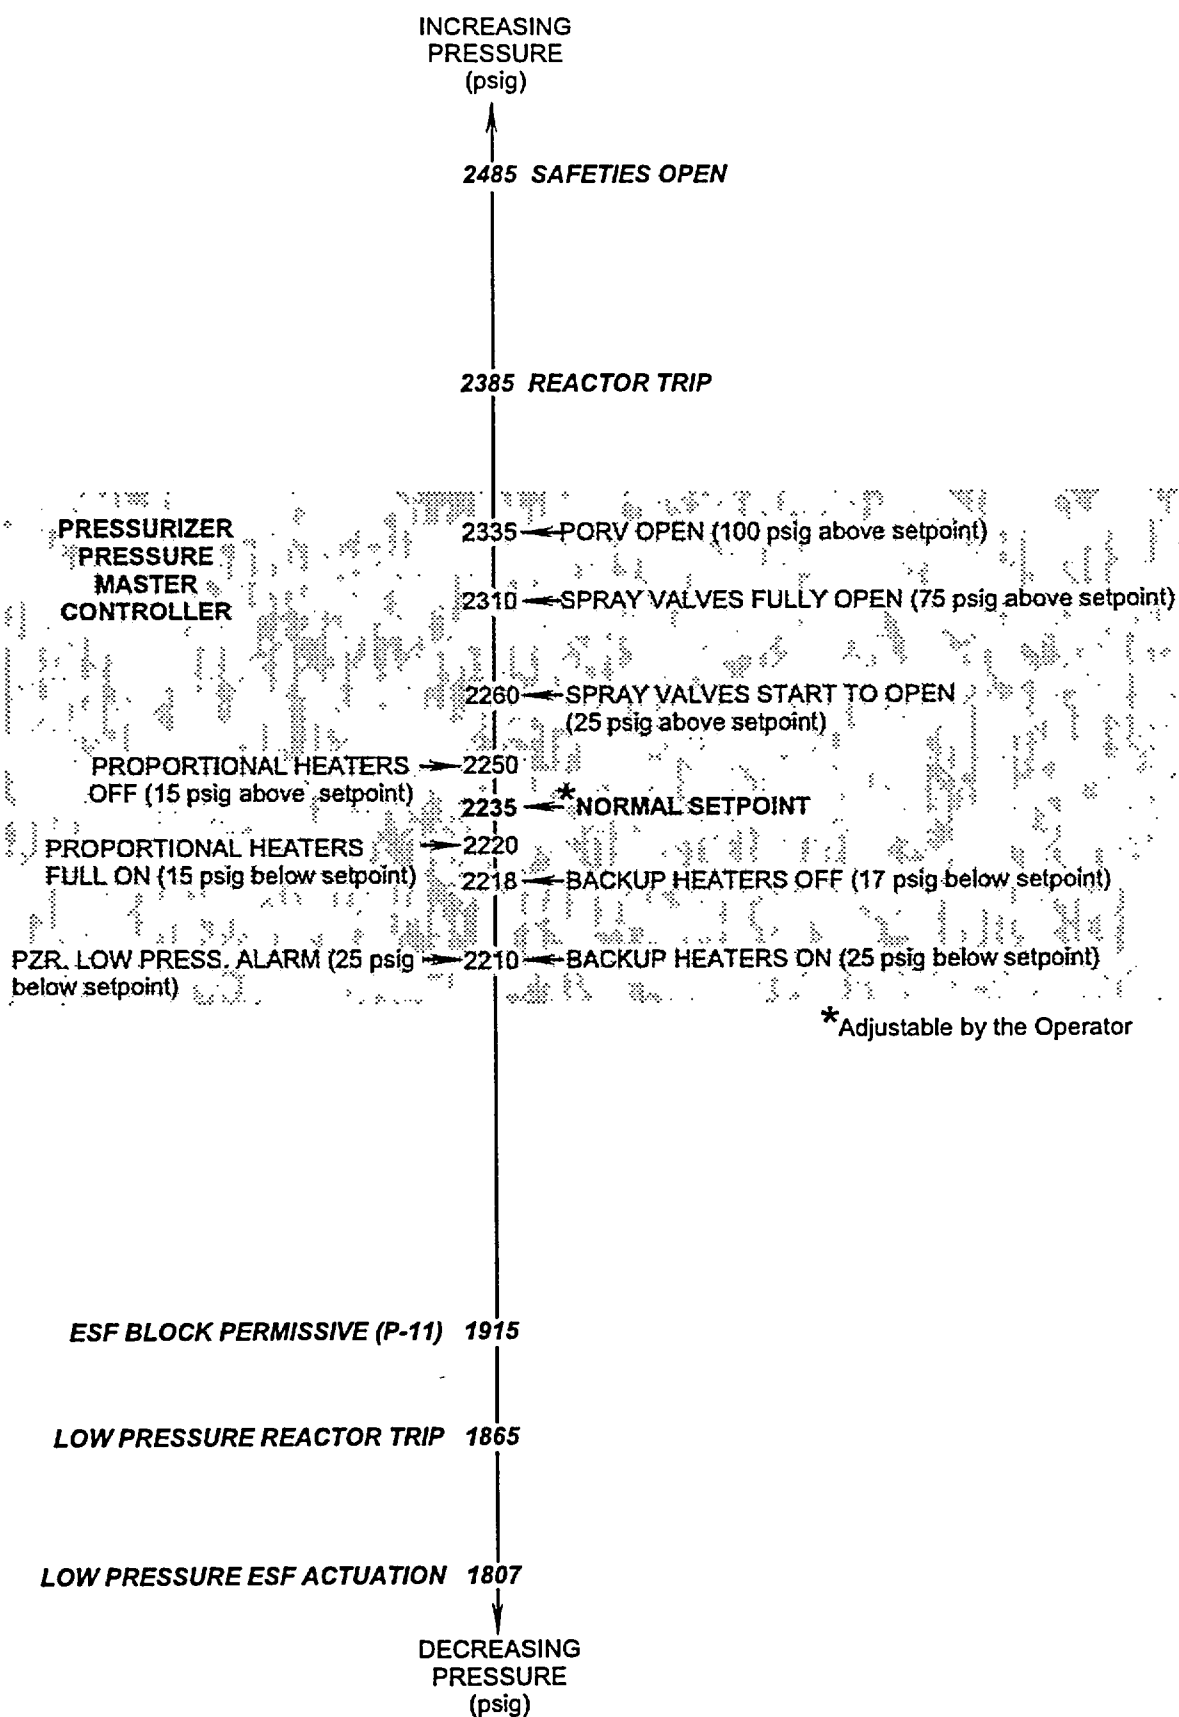 INCREASING
PRESSURE
(psig)
2485 SAFETIES OPEN
2385 REACTOR TRIP
PRESSURIZER
PRESSURE
MASTER
CONTROLLER
2335 PORV OPEN (100 psig above setpoint)
2310 SPRAY VALVES FULLY OPEN (75 psig above setpoint)
2260 SPRAY VALVES START TO OPEN
(25 psig above setpoint)
PROPORTIONAL HEATERS 2250
OFF (15 psig above setpoint)
2235 *NORMAL SETPOINT
PROPORTIONAL HEATERS 2220
FULL ON (15 psig below setpoint)
2218 BACKUP HEATERS OFF (17 psig below setpoint)
PZR. LOW PRESS. ALARM (25 psig 2210 BACKUP HEATERS ON (25 psig below setpoint)
below setpoint)
*Adjustable by the Operator
ESF BLOCK PERMISSIVE (P-11) 1915
LOW PRESSURE REACTOR TRIP 1865
LOW PRESSURE ESF ACTUATION 1807
DECREASING
PRESSURE
(psig)